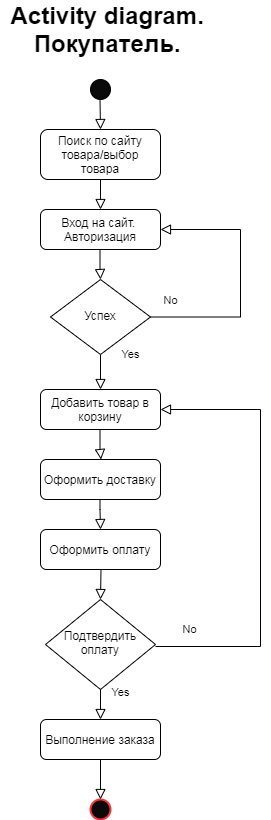 Activity diagram.
Покупатель.
Поиск по сайту
товара/выбор
товара
Вход на сайт.
Авторизация
Успех
No
Yes
Добавить товар в
корзину
Оформить доставку
Оформить оплату
Подтвердить
оплату
No
Yes
Выполнение заказа